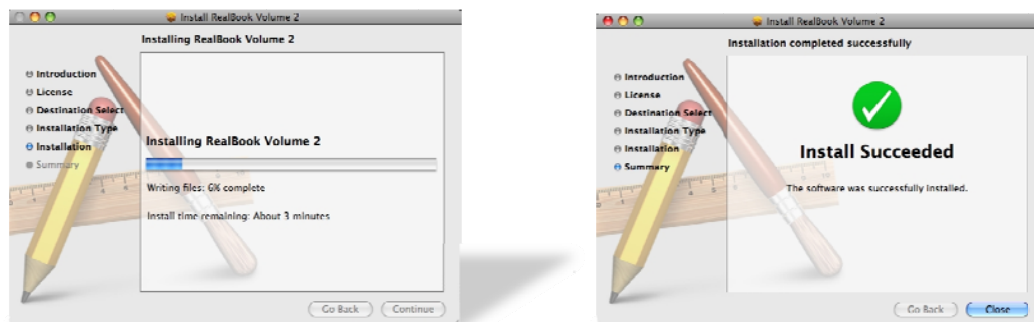 Install RealBook Volume 2
Installing RealBook Volume 2
Introduction
License
Destination Select
Installation Type
Installation
Summary
Installing RealBook Volume 2
Writing files: 6% complete
Install time remaining: About 3 minutes
Go Back
Continue
Install RealBook Volume 2
Installation completed successfully
Introduction
License
Destination Select
Installation Type
Installation
Summary
Install Succeeded
The software was successfully installed.
Go Back
Close